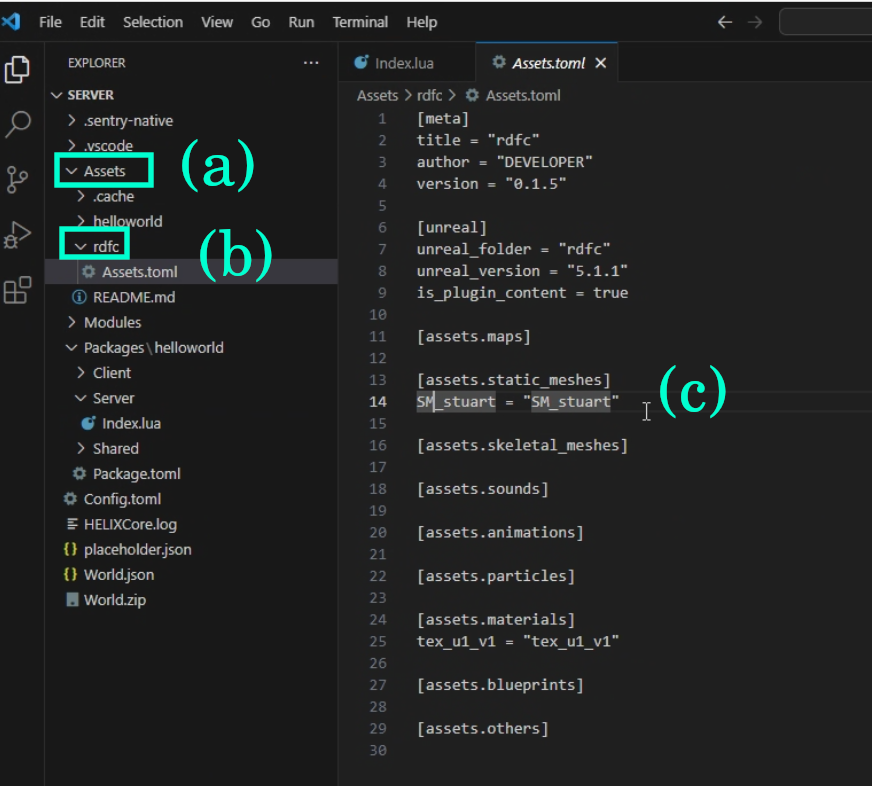 File Edit Selection View Go Run Terminal Help
EXPLORER ...
SERVER
.sentry-native
.vscode
Assets
(a)
.cache
helloworld
rdfc
(b)
Assets.toml
README.md
Modules
Packages\helloworld
Client
Server
Index.lua
Shared
Package.toml
Config.toml
HELIXCore.log
{} placeholder.json
{} World.json
World.zip
Index.lua Assets.toml
Assets > rdfc > Assets.toml
1 [meta]
2 title = "rdfc"
3 author = "DEVELOPER"
4 version = "0.1.5"
5
6 [unreal]
7 unreal_folder = "rdfc"
8 unreal_version = "5.1.1"
9 is_plugin_content = true
10
11 [assets.maps]
12
13 [assets.static_meshes]
14 SM_stuart = "SM_stuart"
(c)
15
16 [assets.skeletal_meshes]
17
18 [assets.sounds]
19
20 [assets.animations]
21
22 [assets.particles]
23
24 [assets.materials]
25 tex_u1_v1 = "tex_u1_v1"
26
27 [assets.blueprints]
28
29 [assets.others]
30